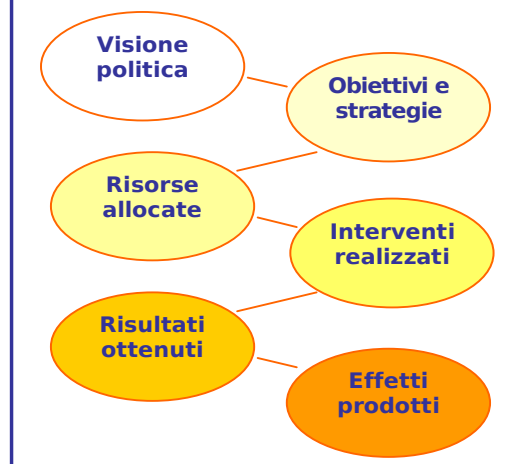 Visione
politica
Obiettivi e
strategie
Risorse
allocate
Interventi
realizzati
Risultati
ottenuti
Effetti
prodotti